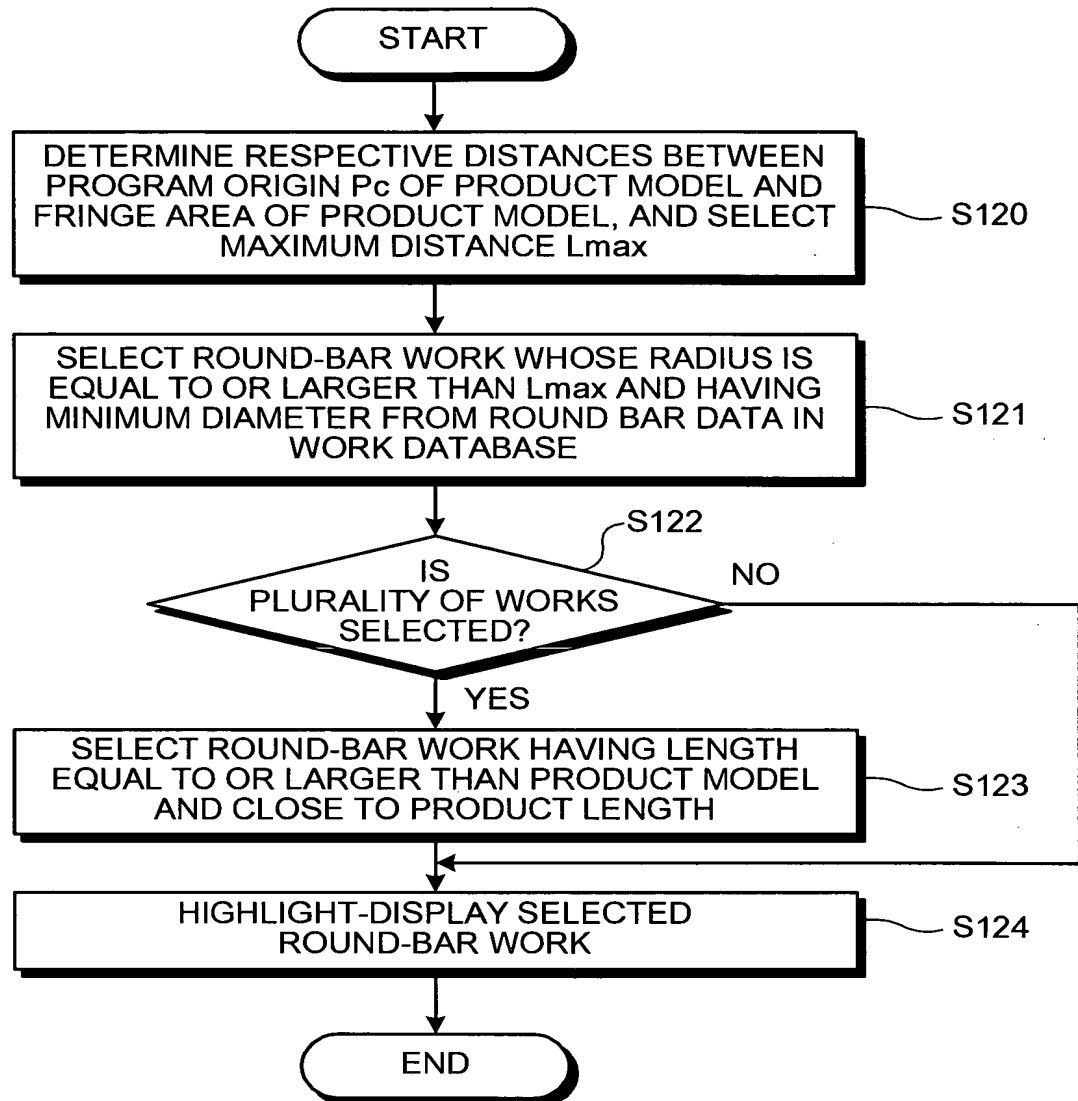 START
DETERMINE RESPECTIVE DISTANCES BETWEEN
PROGRAM ORIGIN Pc OF PRODUCT MODEL AND
FRINGE AREA OF PRODUCT MODEL, AND SELECT
MAXIMUM DISTANCE Lmax
S120
SELECT ROUND-BAR WORK WHOSE RADIUS IS
EQUAL TO OR LARGER THAN Lmax AND HAVING
MINIMUM DIAMETER FROM ROUND BAR DATA IN
WORK DATABASE
S121
S122
IS
PLURALITY OF WORKS
SELECTED?
NO
YES
SELECT ROUND-BAR WORK HAVING LENGTH
EQUAL TO OR LARGER THAN PRODUCT MODEL
AND CLOSE TO PRODUCT LENGTH
S123
HIGHLIGHT-DISPLAY SELECTED
ROUND-BAR WORK
S124
END